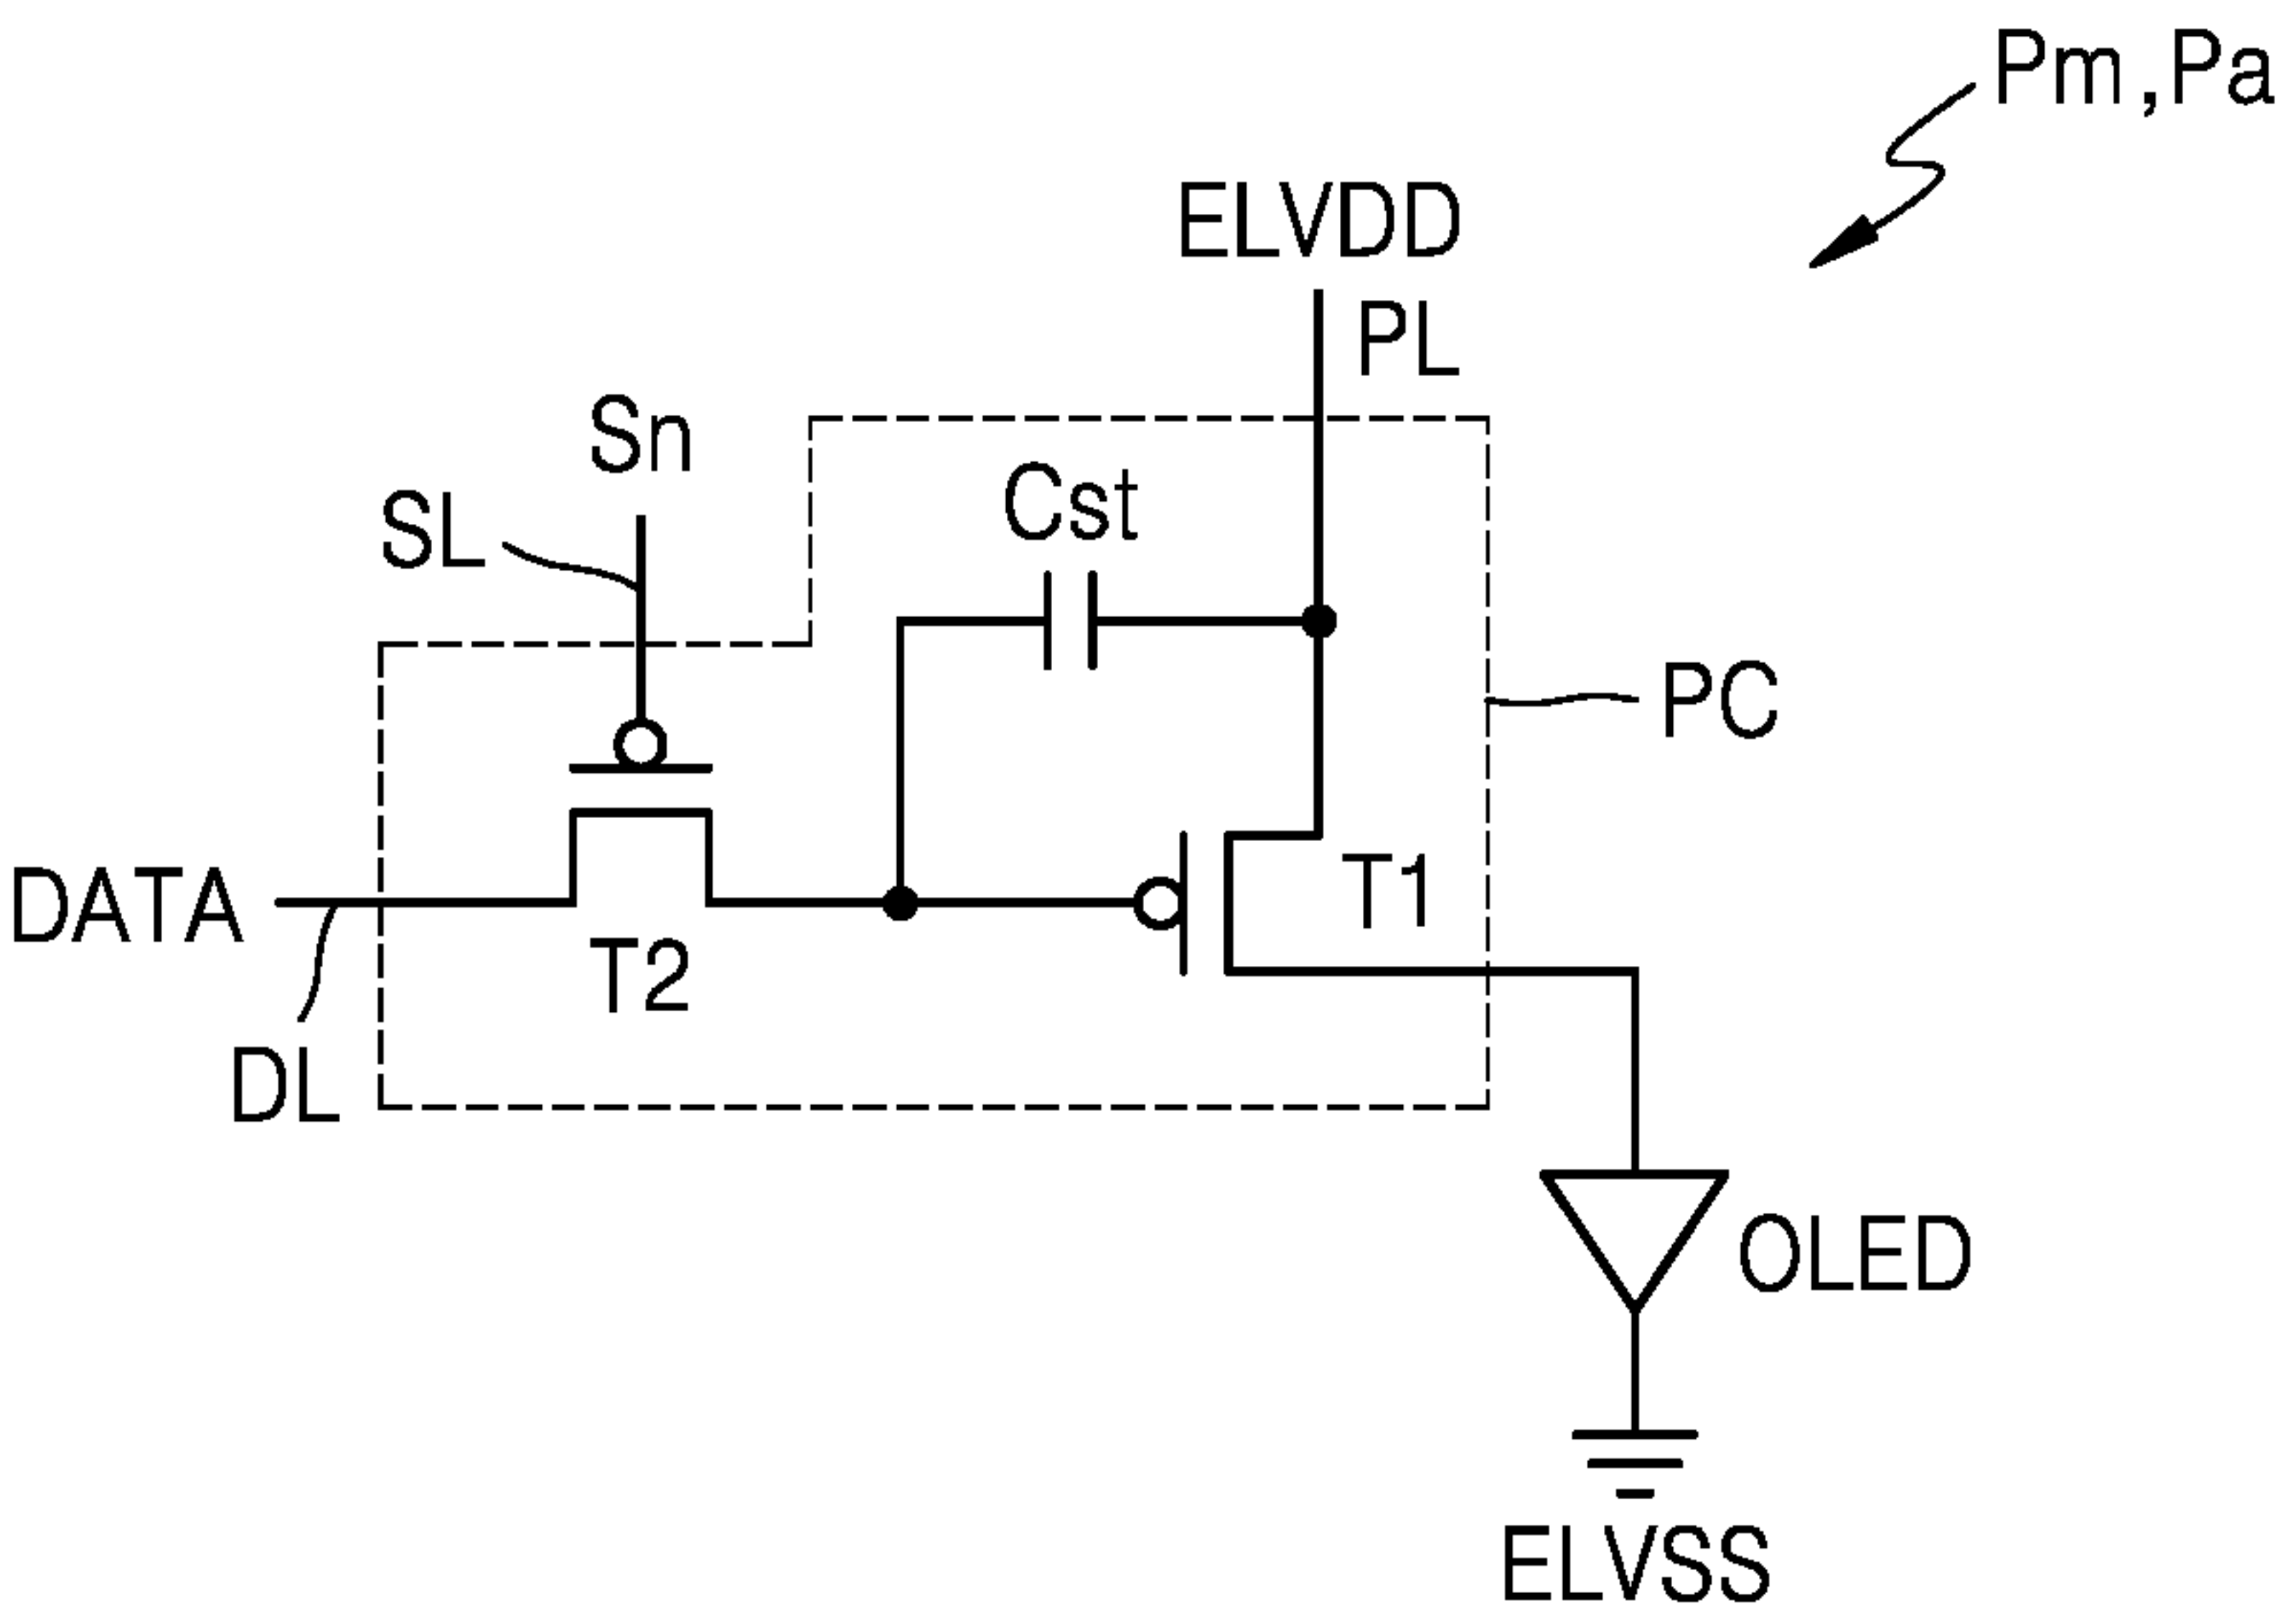 Pm,Pa
ELVDD
PL
Sn
SL
Cst
PC
DATA
T1
T2
DL
OLED
ELVSS